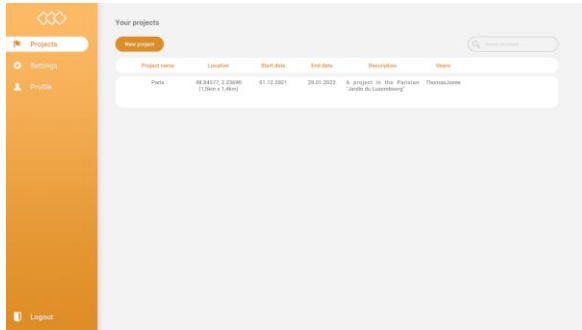 Your projects
Projects
New project
Settings
Project name Location Start date End date Description Users
Profile
Paris 48.84577, 2.33690 01.12.2021 28.01.2022 A project in the Parisian ThomasJones
(1,5km x 1,4km) "Jardin du Luxembourg"
Logout